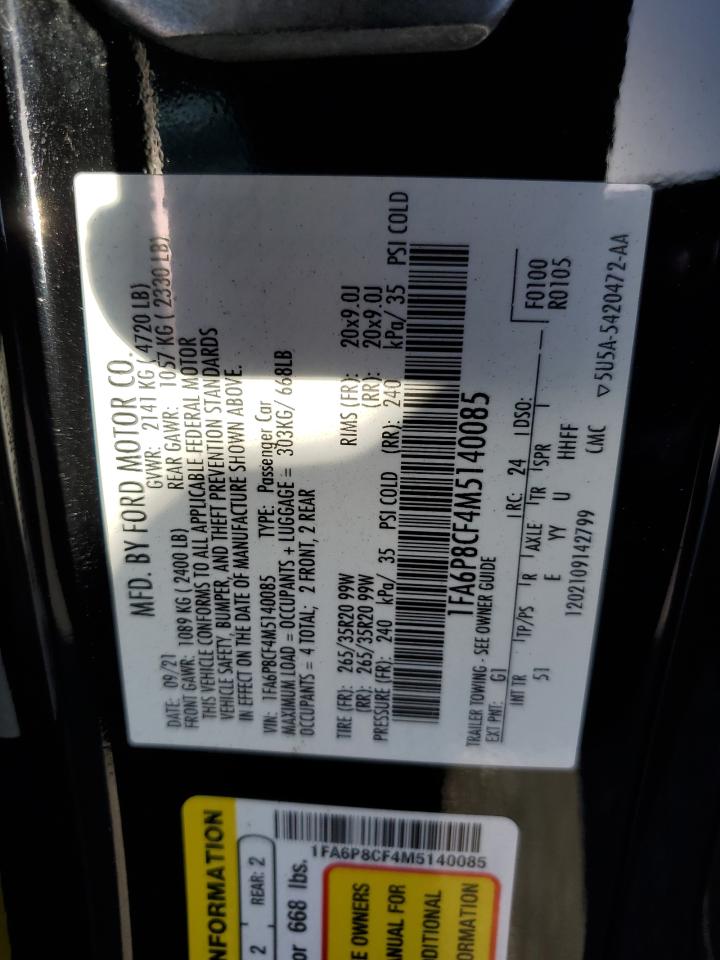 MFD. BY FORD MOTOR CO.
DATE: 09/21 GVWR: 2141 KG ( 4720 LB)
FRONT GAWR: 1089 KG ( 2400 LB) REAR GAWR: 1057 KG ( 2330 LB)
THIS VEHICLE CONFORMS TO ALL APPLICABLE FEDERAL MOTOR
VEHICLE SAFETY, BUMPER, AND THEFT PREVENTION STANDARDS
IN EFFECT ON THE DATE OF MANUFACTURE SHOWN ABOVE.
VIN: 1FA6P8CF4M5140085 TYPE: Passenger Car
MAXIMUM LOAD = OCCUPANTS + LUGGAGE = 303KG/ 668LB
OCCUPANTS = 4 TOTAL; 2 FRONT, 2 REAR
TIRE (FR): 265/35R20 99W RIMS (FR): 20x9.0J
(RR): 265/35R20 99W (RR): 20x9.0J
PRESSURE (FR): 240 kPa/ 35 PSI COLD (RR): 240 kPa/ 35 PSI COLD
1FA6P8CF4M5140085
TRAILER TOWING - SEE OWNER GUIDE
EXT PNT: G1 RC: 24 DSO:
INT TR TP/PS R AXLE TR SPR
51 E YY U HHFF
F0100
R0105
1202109142799 CMC
▽5U5A-5420472-AA
NFORMATION
2 REAR: 2
or 668 lbs.
1FA6P8CF4M5140085
E OWNERS
ANUAL FOR
DITIONAL
ORMATION